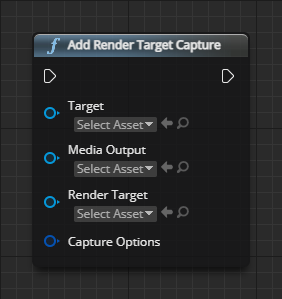 Add Render Target Capture
Target
Select Asset
Media Output
Select Asset
Render Target
Select Asset
Capture Options